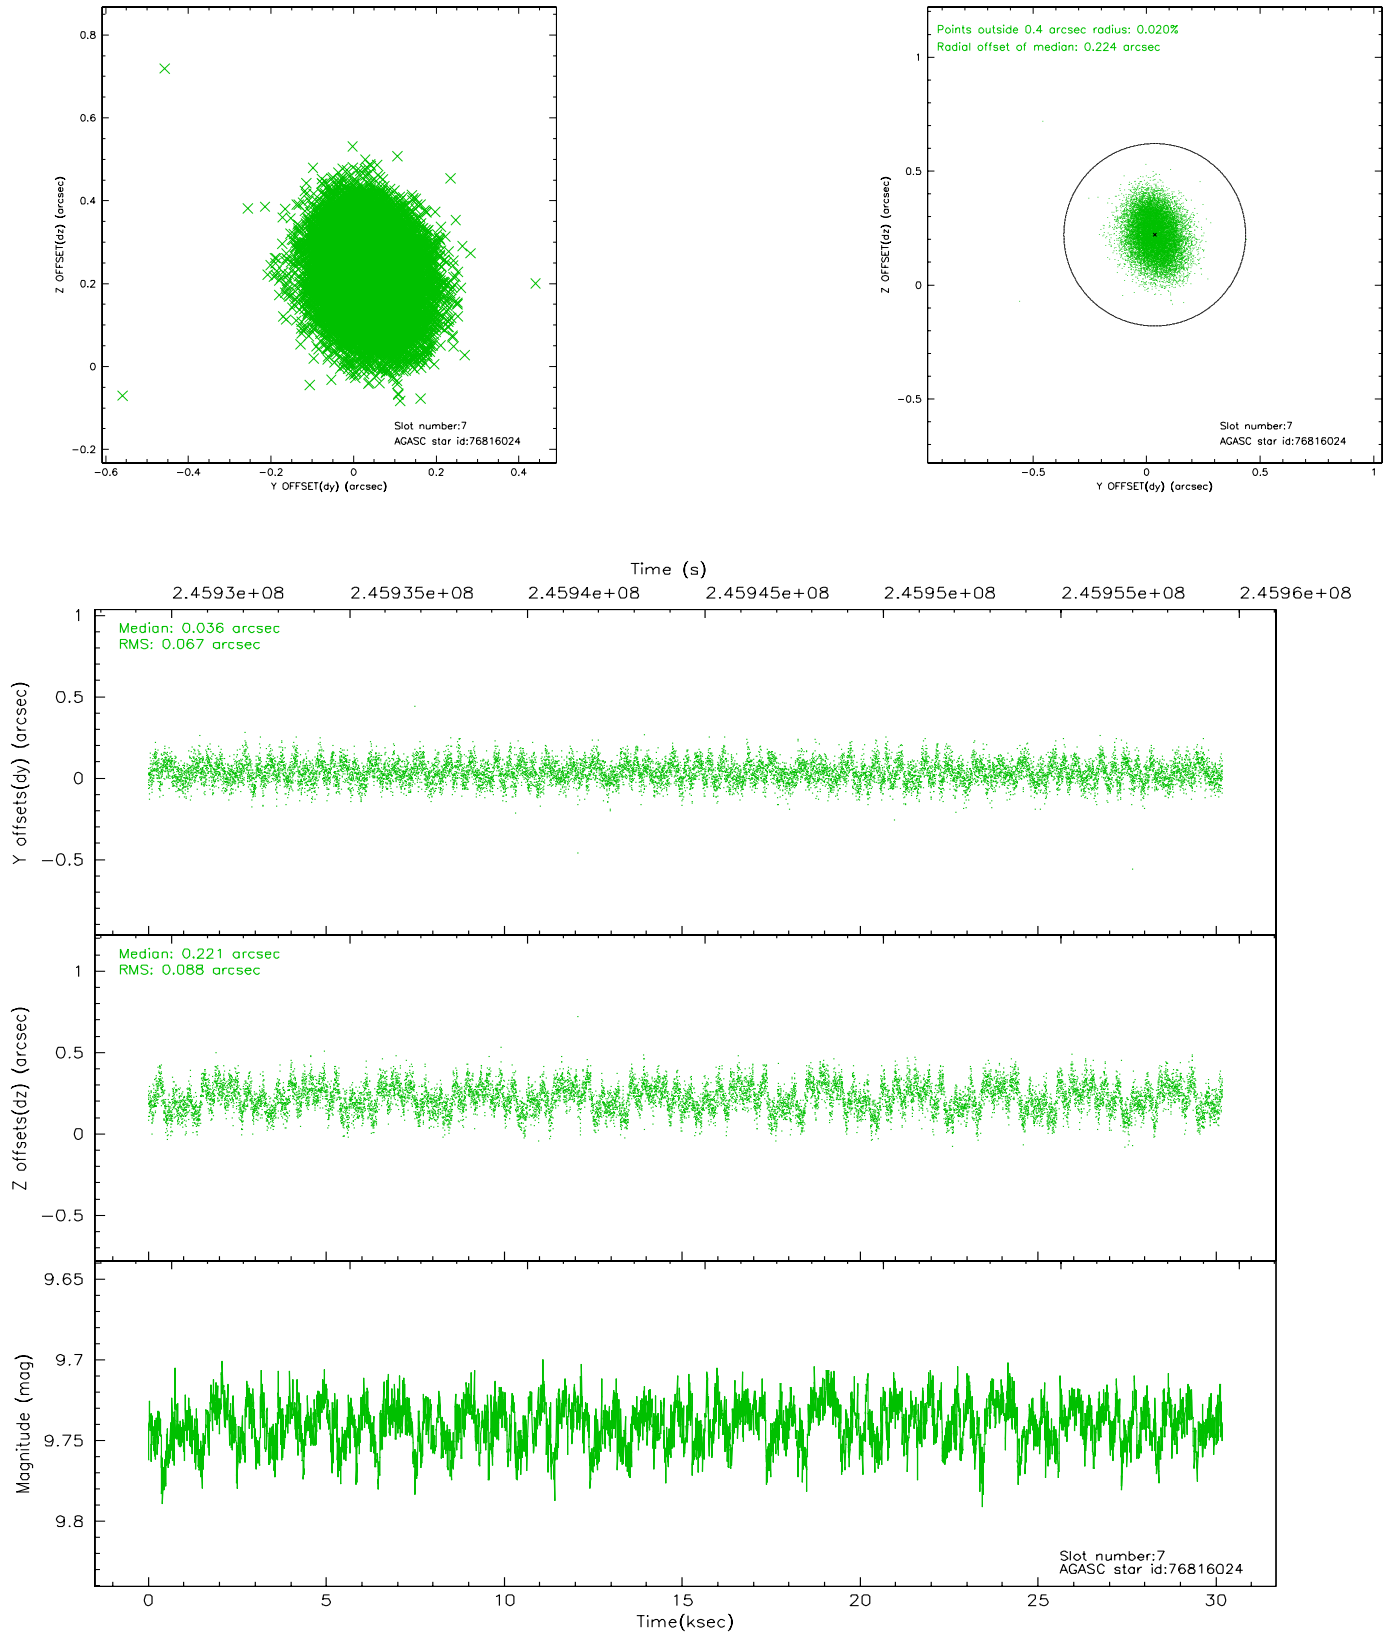 0.8
0.6
0.4
0.2
0
−0.2
−0.6
−0.4
−0.2
0
0.2
0.4
Z OFFSET(dz) (arcsec)
Y OFFSET(dy) (arcsec)
Slot number:7
AGASC star id:76816024
Points outside 0.4 arcsec radius: 0.020%
Radial offset of median: 0.224 arcsec
1
0.5
0
−0.5
−0.5
0
0.5
1
Z OFFSET(dz) (arcsec)
Y OFFSET(dy) (arcsec)
Slot number:7
AGASC star id:76816024
Time (s)
2.4593e+08
2.45935e+08
2.4594e+08
2.45945e+08
2.4595e+08
2.45955e+08
2.4596e+08
Median: 0.036 arcsec
RMS: 0.067 arcsec
1
0.5
0
−0.5
Y offsets(dy) (arcsec)
Median: 0.221 arcsec
RMS: 0.088 arcsec
1
0.5
0
−0.5
Z offsets(dz) (arcsec)
9.65
9.7
9.75
9.8
Magnitude (mag)
Slot number:7
AGASC star id:76816024
0
5
10
15
20
25
30
Time(ksec)